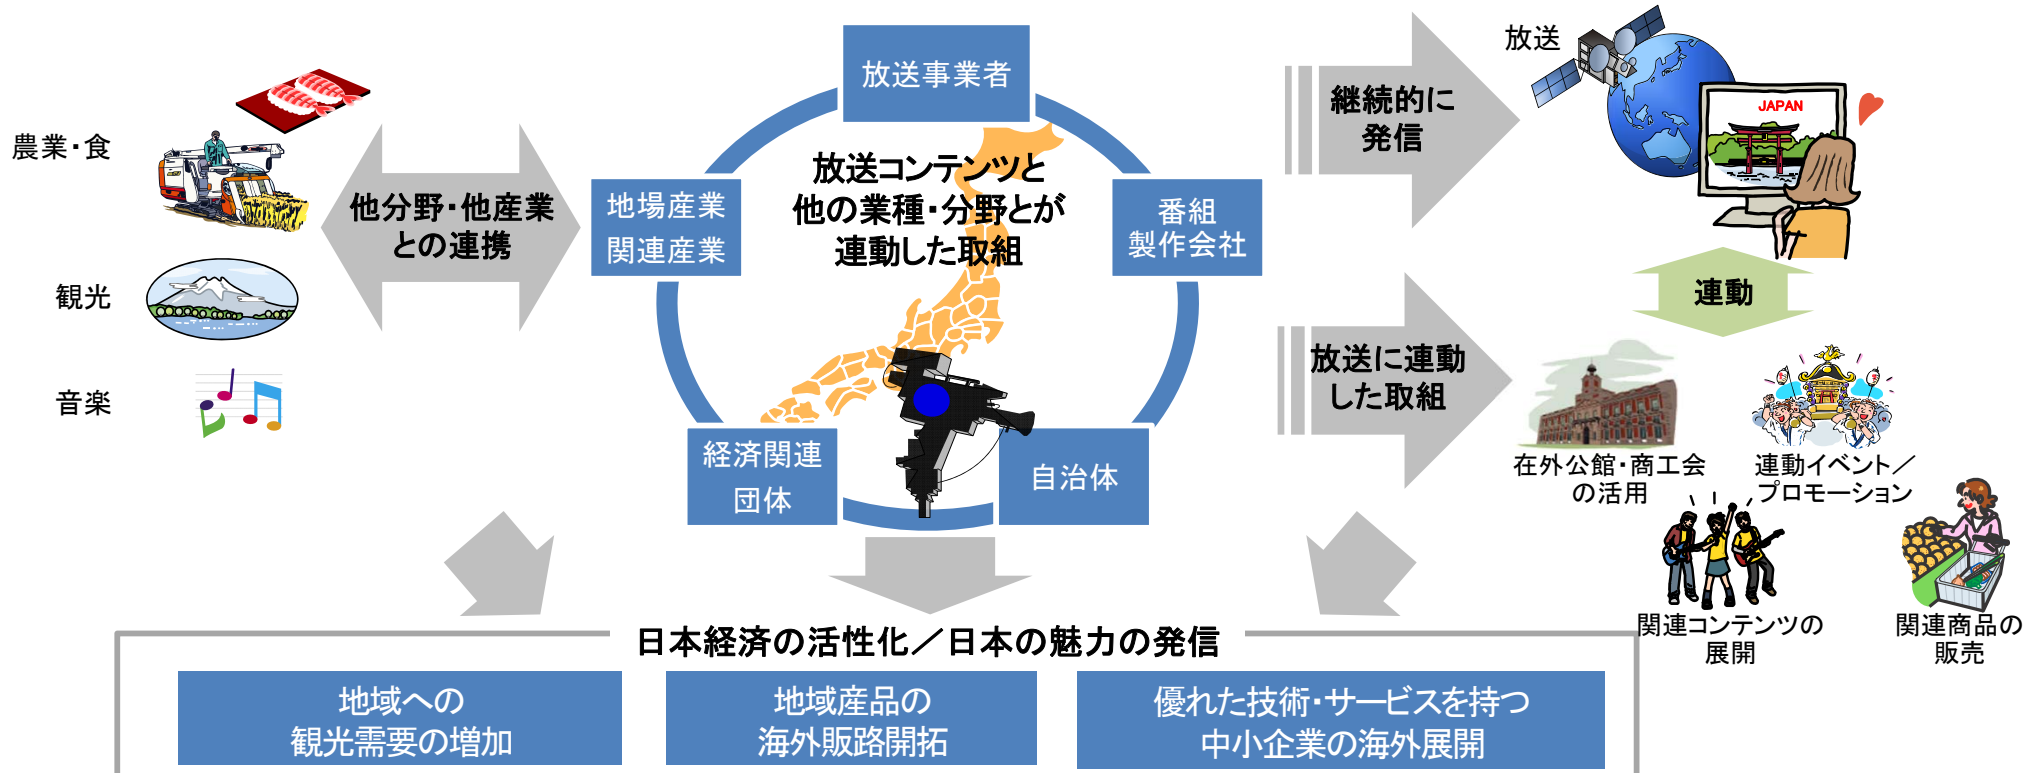 農業・食
観光
音楽
他分野・他産業
との連携
放送事業者
地場産業
関連産業
放送コンテンツと
他の業種・分野とが
連動した取組
番組
製作会社
経済関連
団体
自治体
継続的に
発信
放送に連動
した取組
放送
JAPAN
連動
在外公館・商工会
の活用
連動イベント／
プロモーション
関連コンテンツの
展開
関連商品の
販売
日本経済の活性化／日本の魅力の発信
地域への
観光需要の増加
地域産品の
海外販路開拓
優れた技術・サービスを持つ
中小企業の海外展開